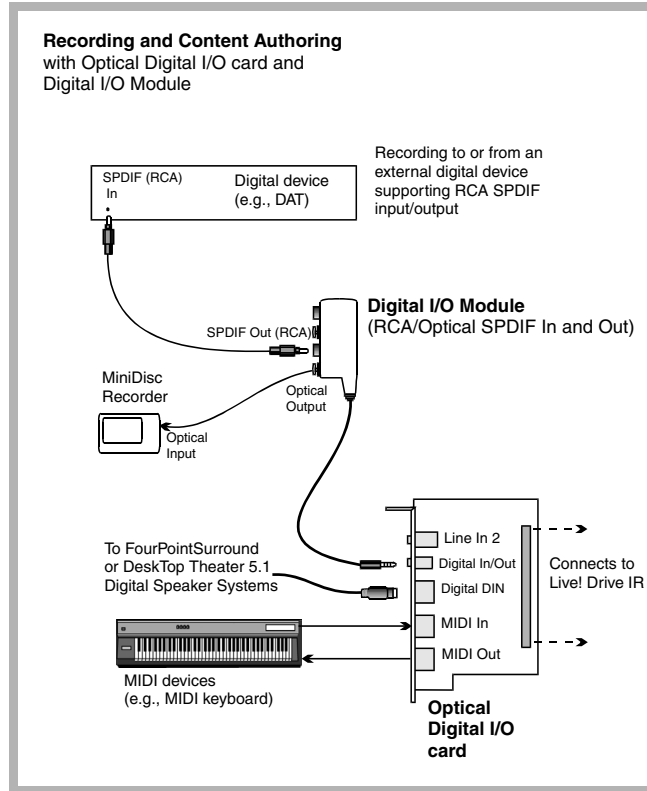 Recording and Content Authoring
with Optical Digital I/O card and
Digital I/O Module
SPDIF (RCA)
In
Digital device
(e.g., DAT)
Recording to or from an
external digital device
supporting RCA SPDIF
input/output
Digital I/O Module
(RCA/Optical SPDIF In and Out)
SPDIF Out (RCA)
MiniDisc
Recorder
Optical
Output
Optical
Input
To FourPointSurround
or DeskTop Theater 5.1
Digital Speaker Systems
Line In 2
Digital In/Out
Digital DIN
MIDI In
MIDI Out
Connects to
Live! Drive IR
MIDI devices
(e.g., MIDI keyboard)
Optical
Digital I/O
card